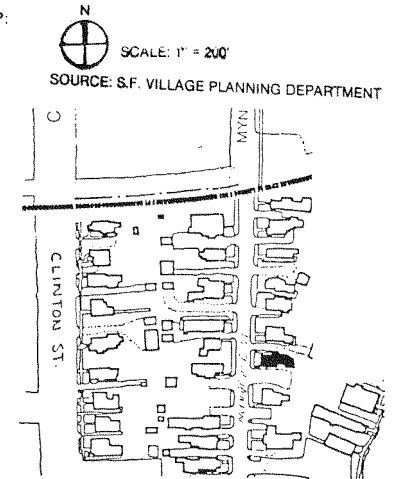 P:
N
SCALE: 1" = 200'
SOURCE: S.F. VILLAGE PLANNING DEPARTMENT
CLINTON ST.